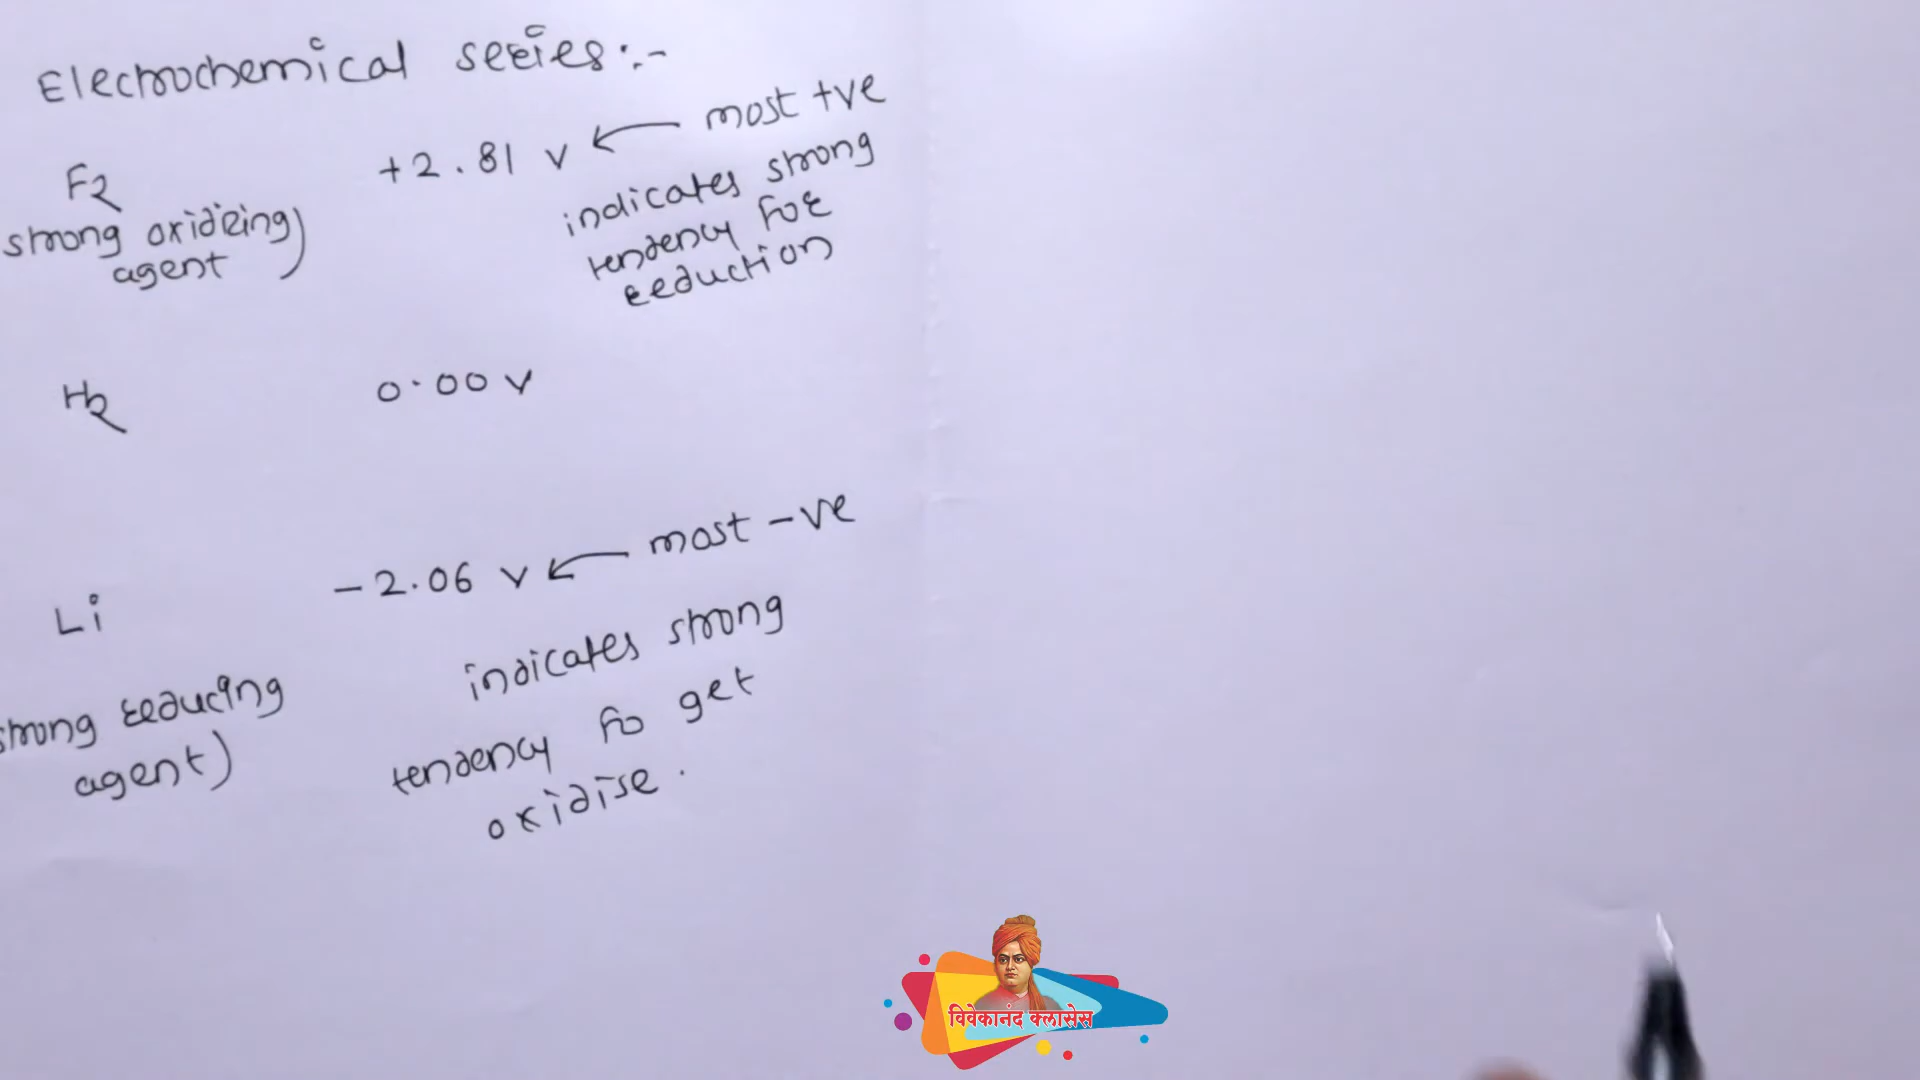 Electrochemical series:-
F2 +2.81 V ← most +ve
strong oxidizing agent)
indicates strong
tendency for
reduction
H2 0.00 V
Li -2.06 V ← most -ve
strong reducing
agent)
indicates strong
tendency to get
oxidise.
विवेकानंद क्लासेस